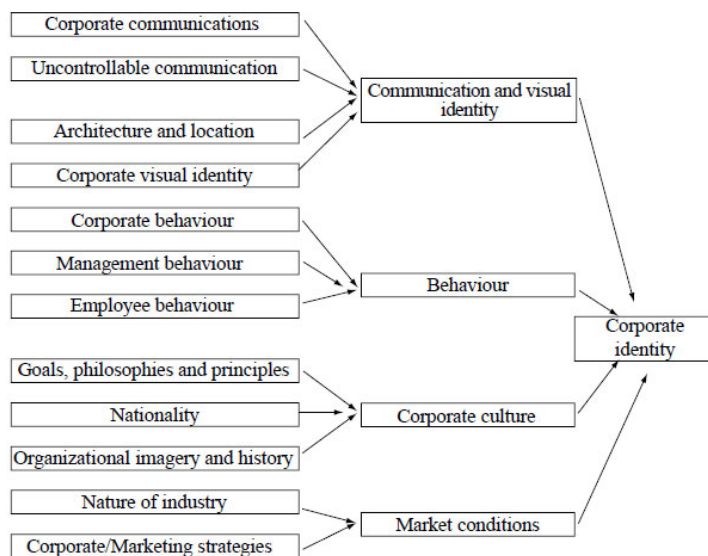 Corporate communications
Uncontrollable communication
Architecture and location
Corporate visual identity
Corporate behaviour
Management behaviour
Employee behaviour
Goals, philosophies and principles
Nationality
Organizational imagery and history
Nature of industry
Corporate/Marketing strategies
Communication and visual
identity
Behaviour
Corporate culture
Market conditions
Corporate
identity